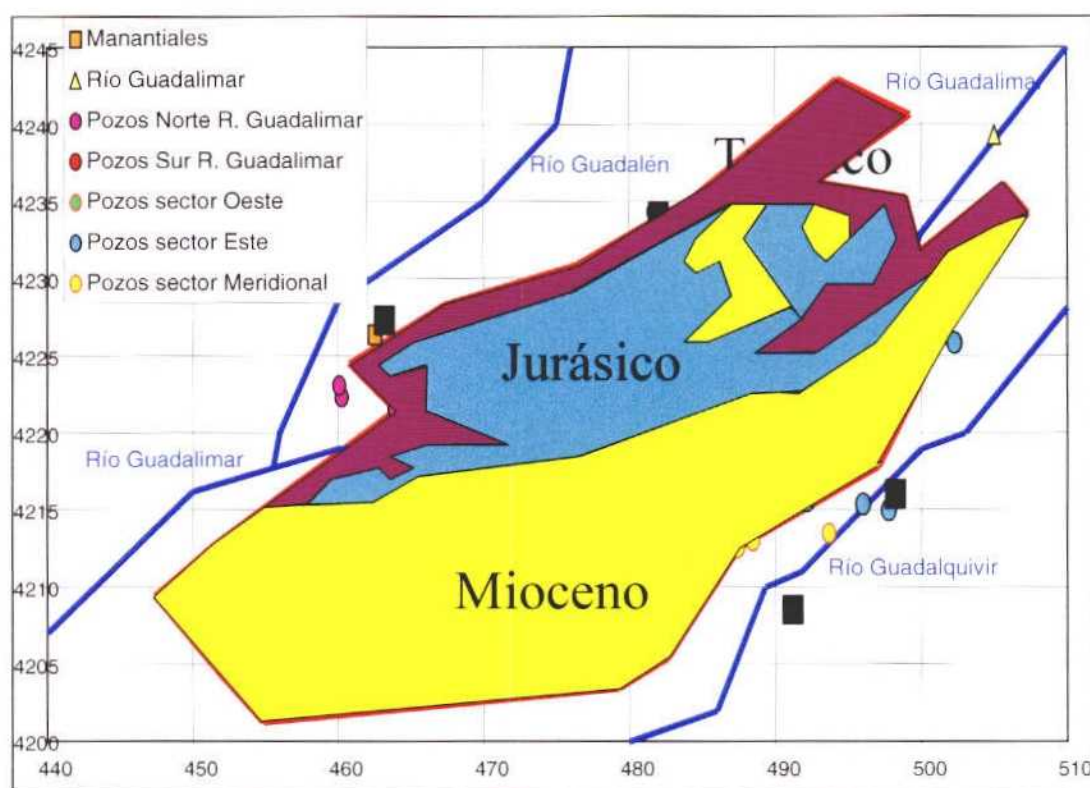 Manantiales
Río Guadalimar
Pozos Norte R. Guadalimar
Pozos Sur R. Guadalimar
Pozos sector Oeste
Pozos sector Este
Pozos sector Meridional
Río Guadalima
Río Guadalén
T ico
Jurásico
Río Guadalimar
Río Guadalquivir
Mioceno
4245
4240
4235
4230
4225
4220
4215
4210
4205
4200
440 450 460 470 480 490 500 510